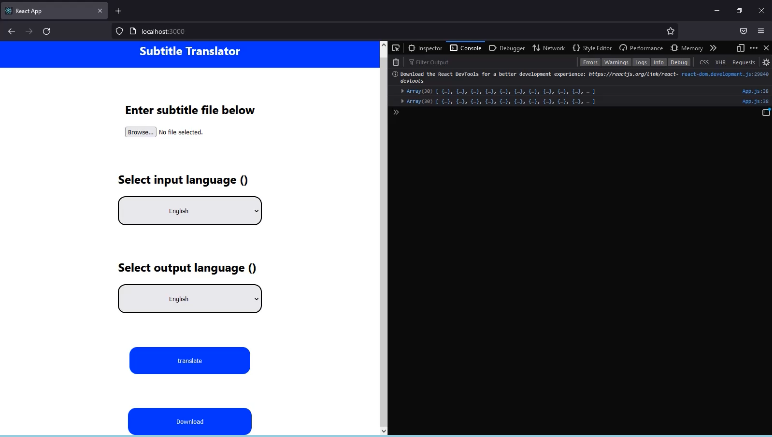 React App
localhost:3000
Subtitle Translator
Enter subtitle file below
Browse... No file selected.
Select input language ()
English
Select output language ()
English
translate
Download
Inspector Console Debugger Network Style Editor Performance Memory
Filter Output Errors Warnings Logs Info Debug CSS XHR Requests
Download the React DevTools for a better development experience: https://reactjs.org/link/react-devtools react-dom.development.js:29840
Array(30) [ {…}, {…}, {…}, {…}, {…}, {…}, {…}, {…}, {…}, {…}, … ] App.js:38
Array(30) [ {…}, {…}, {…}, {…}, {…}, {…}, {…}, {…}, {…}, {…}, … ] App.js:38